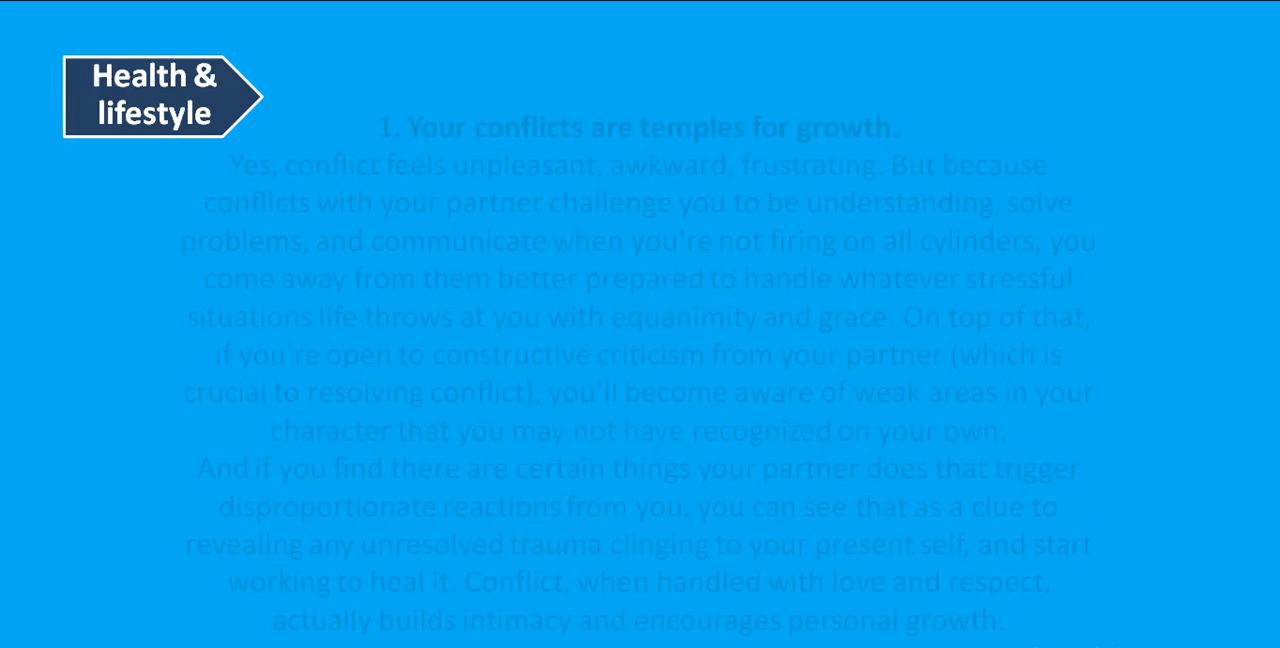 Health &
lifestyle
1. Your conflicts are temples for growth.
Yes, conflict feels unpleasant, awkward, frustrating. But because
conflicts with your partner challenge you to be understanding, solve
problems, and communicate when you're not firing on all cylinders, you
come away from them better prepared to handle whatever stressful
situations life throws at you with equanimity and grace. On top of that,
if you're open to constructive criticism from your partner (which is
crucial to resolving conflict), you'll become aware of weak areas in your
character that you may not have recognized on your own.
And if you find there are certain things your partner does that trigger
disproportionate reactions from you, you can see that as a clue to
revealing any unresolved trauma clinging to your present self, and start
working to heal it. Conflict, when handled with love and respect,
actually builds intimacy and encourages personal growth.